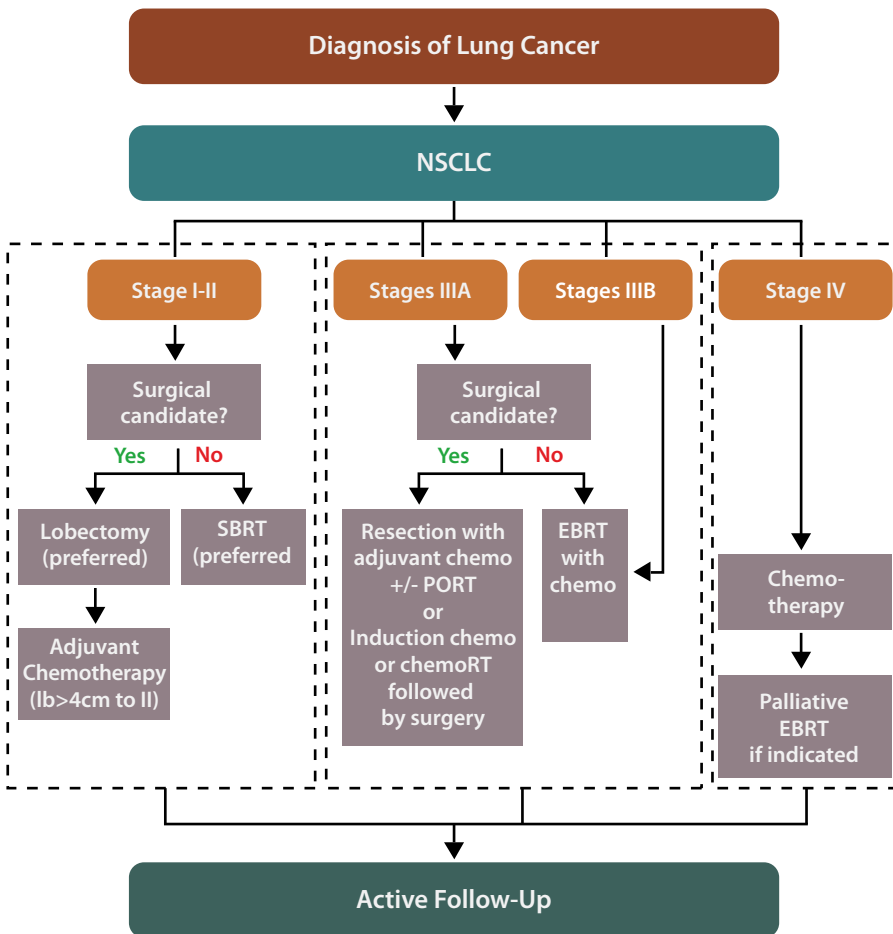 Diagnosis of Lung Cancer
NSCLC
Stage I-II
Stages IIIA
Stages IIIB
Stage IV
Surgical
candidate?
Yes
No
Lobectomy
(preferred)
SBRT
(preferred
Adjuvant
Chemotherapy
(lb>4cm to II)
Surgical
candidate?
Yes
No
Resection with
adjuvant chemo
+/- PORT
or
Induction chemo
or chemoRT
followed
by surgery
EBRT
with
chemo
Chemo-
therapy
Palliative
EBRT
if indicated
Active Follow-Up